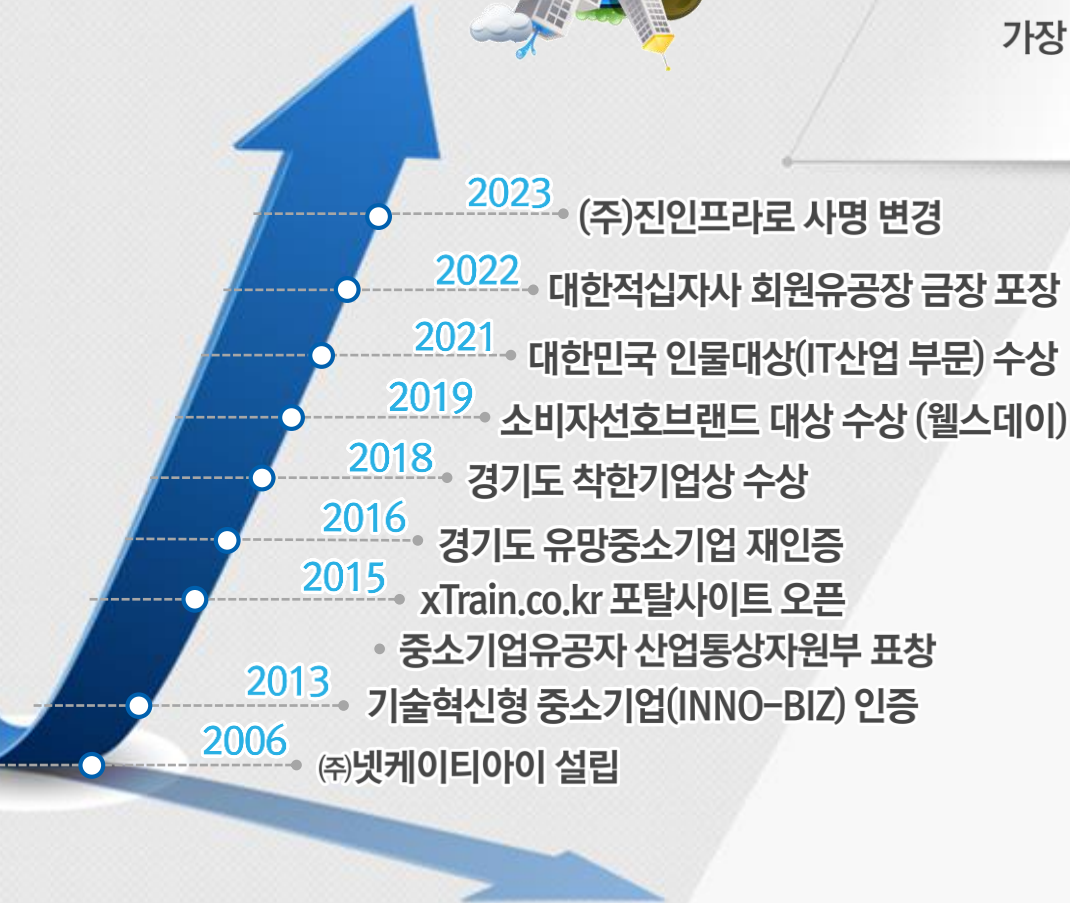 가장
2023
(주)진인프라로 사명 변경
2022
대한적십자사 회원유공장 금장 포장
2021
대한민국 인물대상(IT산업 부문) 수상
2019
소비자선호브랜드 대상 수상 (웰스데이)
2018
경기도 착한기업상 수상
2016
경기도 유망중소기업 재인증
2015
xTrain.co.kr 포탈사이트 오픈
중소기업유공자 산업통상자원부 표창
2013
기술혁신형 중소기업(INNO-BIZ) 인증
2006
㈜넷케이티아이 설립